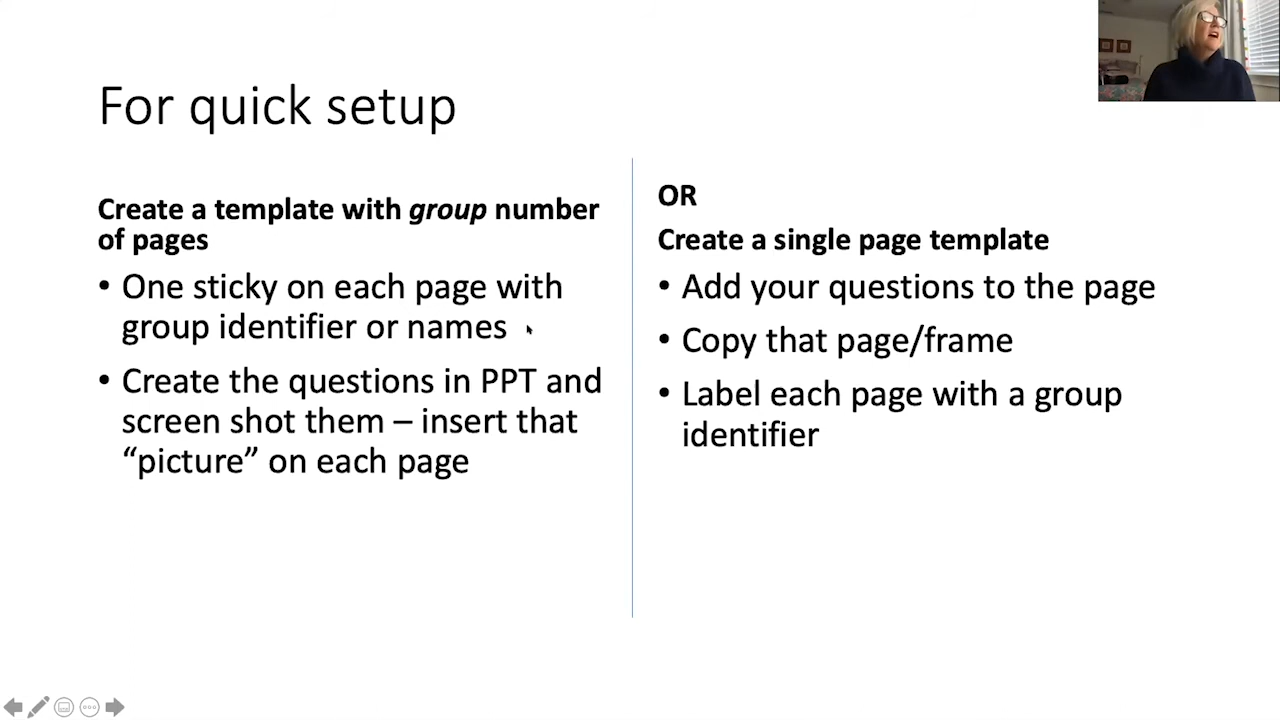 For quick setup
Create a template with group number
of pages
• One sticky on each page with
group identifier or names
• Create the questions in PPT and
screen shot them – insert that
“picture” on each page
OR
Create a single page template
• Add your questions to the page
• Copy that page/frame
• Label each page with a group
identifier